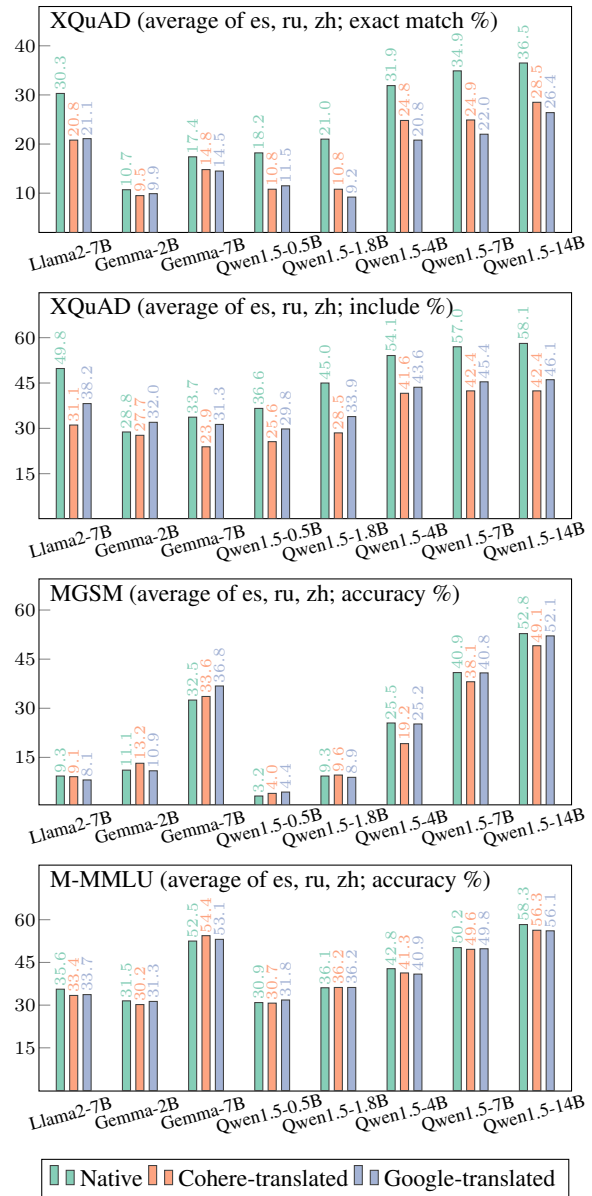 XQuAD (average of es, ru, zh; exact match %)
40
30
20
10
30.3 20.8 21.1 10.7 9.5 9.9 17.4 14.8 14.5 18.2 10.8 11.5 21.0 10.8 9.2 31.9 24.8 20.8 34.9 24.9 22.0 36.5 28.5 26.4
Llama2-7B Gemma-2B Gemma-7B Qwen1.5-0.5B Qwen1.5-1.8B Qwen1.5-4B Qwen1.5-7B Qwen1.5-14B
XQuAD (average of es, ru, zh; include %)
60
45
30
15
49.8 31.1 38.2 28.8 27.7 32.0 33.7 23.9 31.3 36.6 25.6 29.8 45.0 28.5 33.9 54.1 41.6 43.6 57.0 42.4 45.4 58.1 42.4 46.1
Llama2-7B Gemma-2B Gemma-7B Qwen1.5-0.5B Qwen1.5-1.8B Qwen1.5-4B Qwen1.5-7B Qwen1.5-14B
MGSM (average of es, ru, zh; accuracy %)
60
45
30
15
9.3 9.1 8.1 11.1 13.2 10.9 32.5 33.6 36.8 3.2 4.0 4.4 9.3 9.6 8.9 25.5 19.2 25.2 40.9 38.1 40.8 52.8 49.1 52.1
Llama2-7B Gemma-2B Gemma-7B Qwen1.5-0.5B Qwen1.5-1.8B Qwen1.5-4B Qwen1.5-7B Qwen1.5-14B
M-MMLU (average of es, ru, zh; accuracy %)
60
45
30
15
35.6 33.4 33.7 31.5 30.2 31.3 52.5 54.4 53.1 30.9 30.7 31.8 36.1 36.2 36.2 42.8 41.3 40.9 50.2 49.6 49.8 58.3 56.3 56.1
Llama2-7B Gemma-2B Gemma-7B Qwen1.5-0.5B Qwen1.5-1.8B Qwen1.5-4B Qwen1.5-7B Qwen1.5-14B
Native Cohere-translated Google-translated